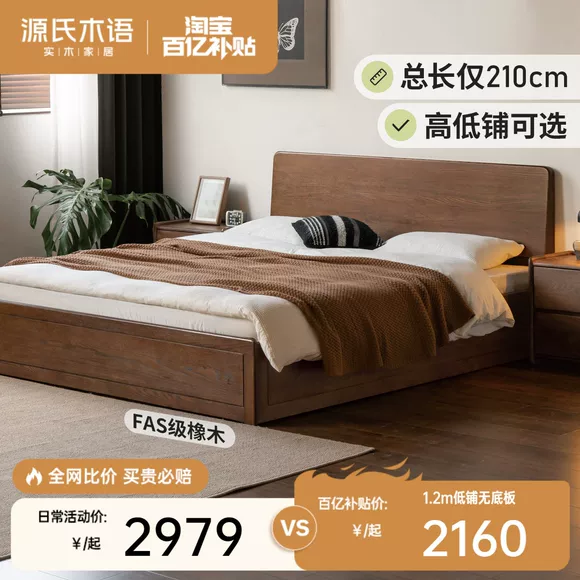 源氏木语
实木家居
淘宝
百亿补贴
总长仅210cm
高低铺可选
FAS级橡木
全网比价 买贵必赔
日常活动价:
¥/起
2979
VS
百亿补贴价:
¥/起
1.2m低铺无底板
2160